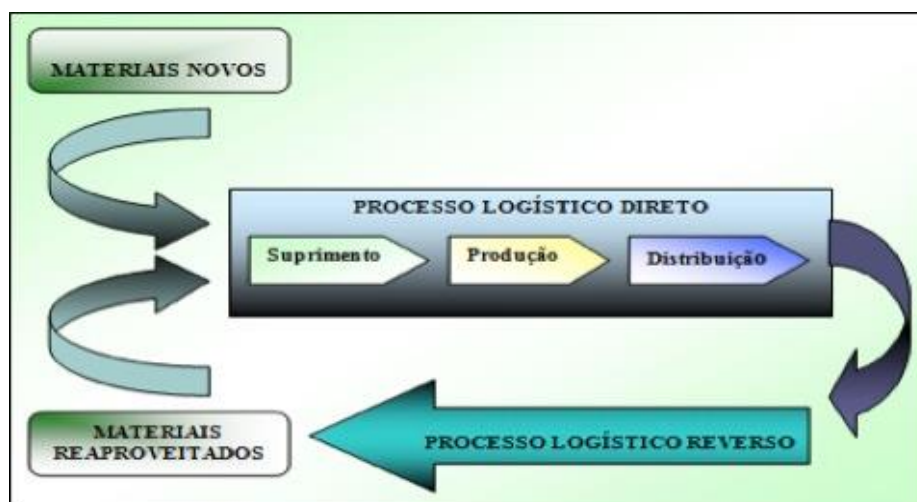 MATERIAIS NOVOS
PROCESSO LOGÍSTICO DIRETO
Suprimento
Produção
Distribuição
MATERIAIS
REAPROVEITADOS
PROCESSO LOGÍSTICO REVERSO